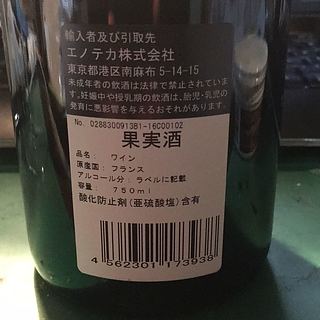 輸入者及び引取先
エノテカ株式会社
東京都港区南麻布 5-14-15
未成年者の飲酒は法律で禁止されていま
す。妊娠中や授乳期の飲酒は、胎児・乳児の
発育に悪影響を与えるおそれがあります。
No. 0288300913B1-16C00102
果実酒
品名: ワイン
原産国: フランス
アルコール分: ラベルに記載
容量: 750ml
酸化防止剤(亜硫酸塩)含有
4 562301 173938